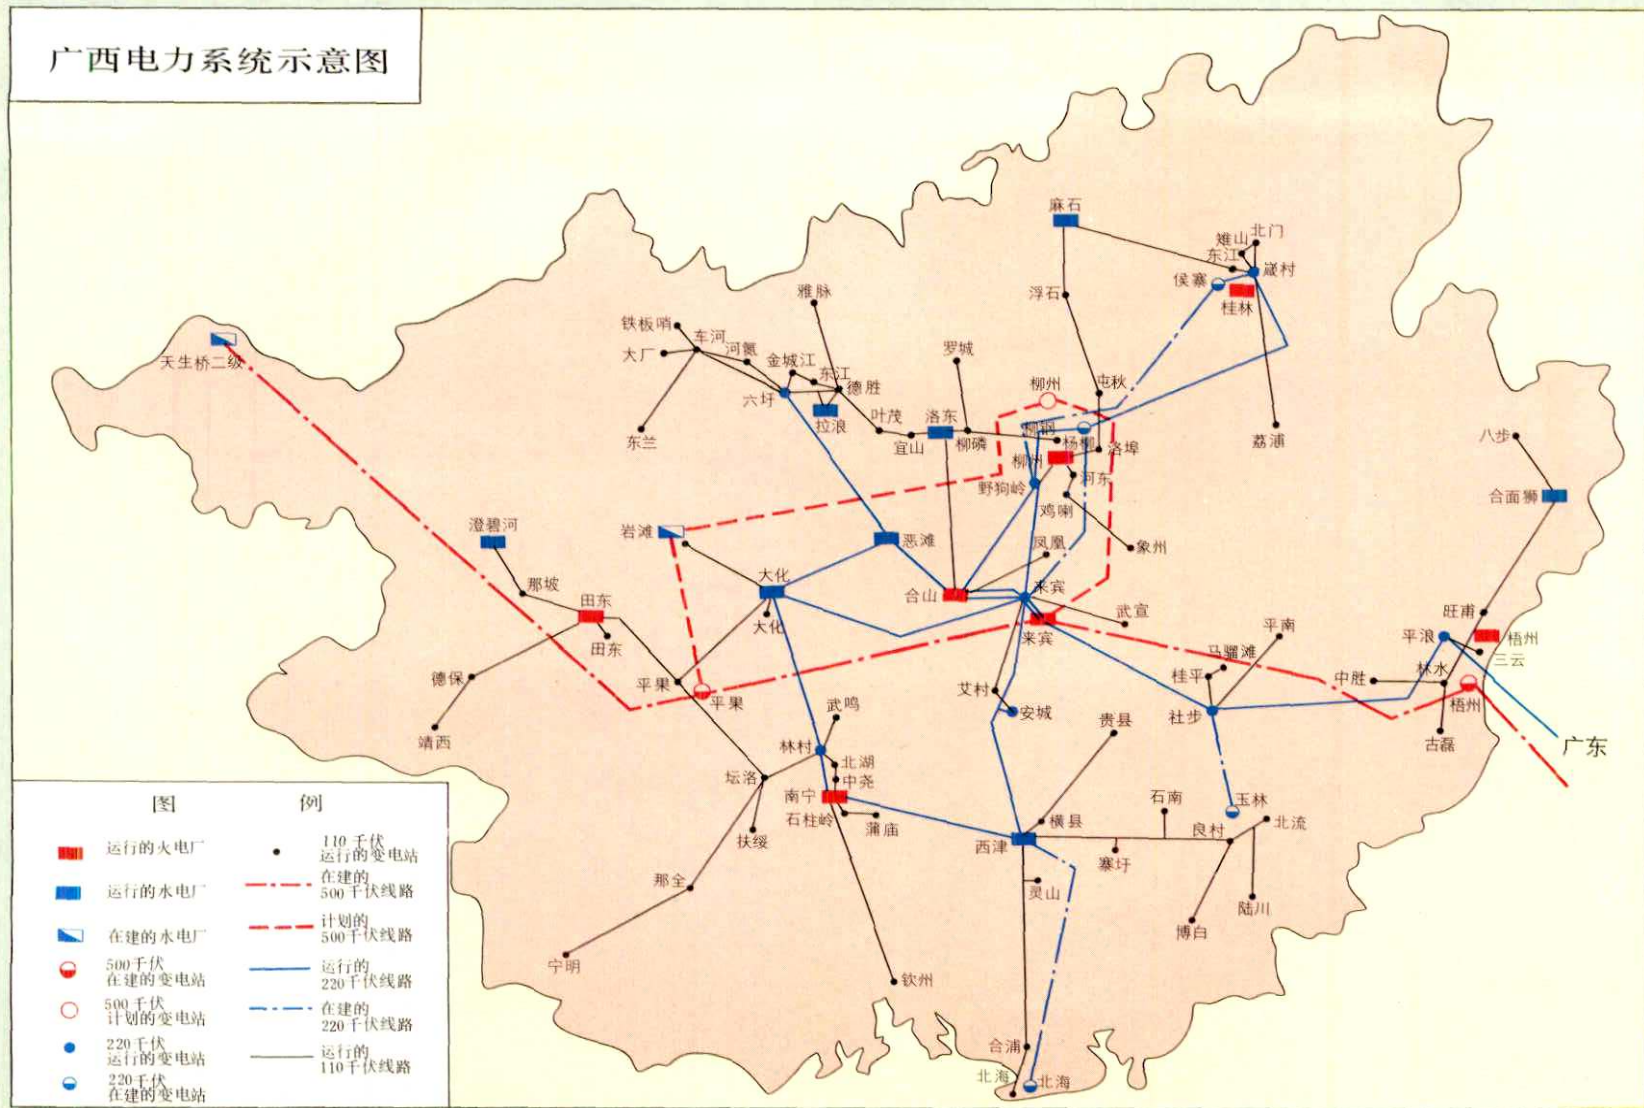 广西电力系统示意图
麻石
北门
雉山
东江
崴村
侯寨
桂林
浮石
雅脉
铁板哨
车河
大厂
河氮
金城江
东江
德胜
六圩
拉浪
天生桥二级
罗城
柳州
屯秋
叶茂
洛东
宜山
柳磷
柳钢
杨柳
洛埠
荔浦
八步
东兰
柳州
河东
野狗岭
鸡喇
合面狮
澄碧河
岩滩
恶滩
凤凰
象州
那坡
田东
大化
合山
来宾
武宣
旺甫
大化
来宾
平南
平浪
梧州
三云
田东
马骝滩
德保
平果
平果
艾村
桂平
中胜
林水
安城
社步
梧州
靖西
武鸣
贵县
古磊
林村
广东
坛洛
北湖
中尧
南宁
石南
玉林
石柱岭
蒲庙
横县
良村
北流
扶绥
西津
寨圩
那全
灵山
陆川
博白
宁明
钦州
合浦
北海
北海
图 例
运行的火电厂
运行的水电厂
在建的水电厂
500千伏
在建的变电站
500千伏
计划的变电站
220千伏
运行的变电站
220千伏
在建的变电站
110千伏
运行的变电站
在建的
500千伏线路
计划的
500千伏线路
运行的
220千伏线路
在建的
220千伏线路
运行的
110千伏线路